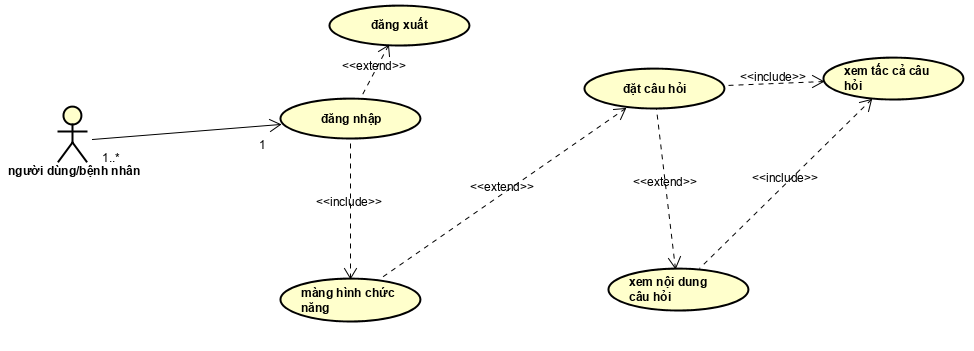 đăng xuất
<<extend>>
đăng nhập
1
1..*
người dùng/bệnh nhân
<<include>>
màng hình chức
năng
<<extend>>
đặt câu hỏi
<<include>>
xem tấc cả câu
hỏi
<<extend>>
<<include>>
xem nội dung
câu hỏi